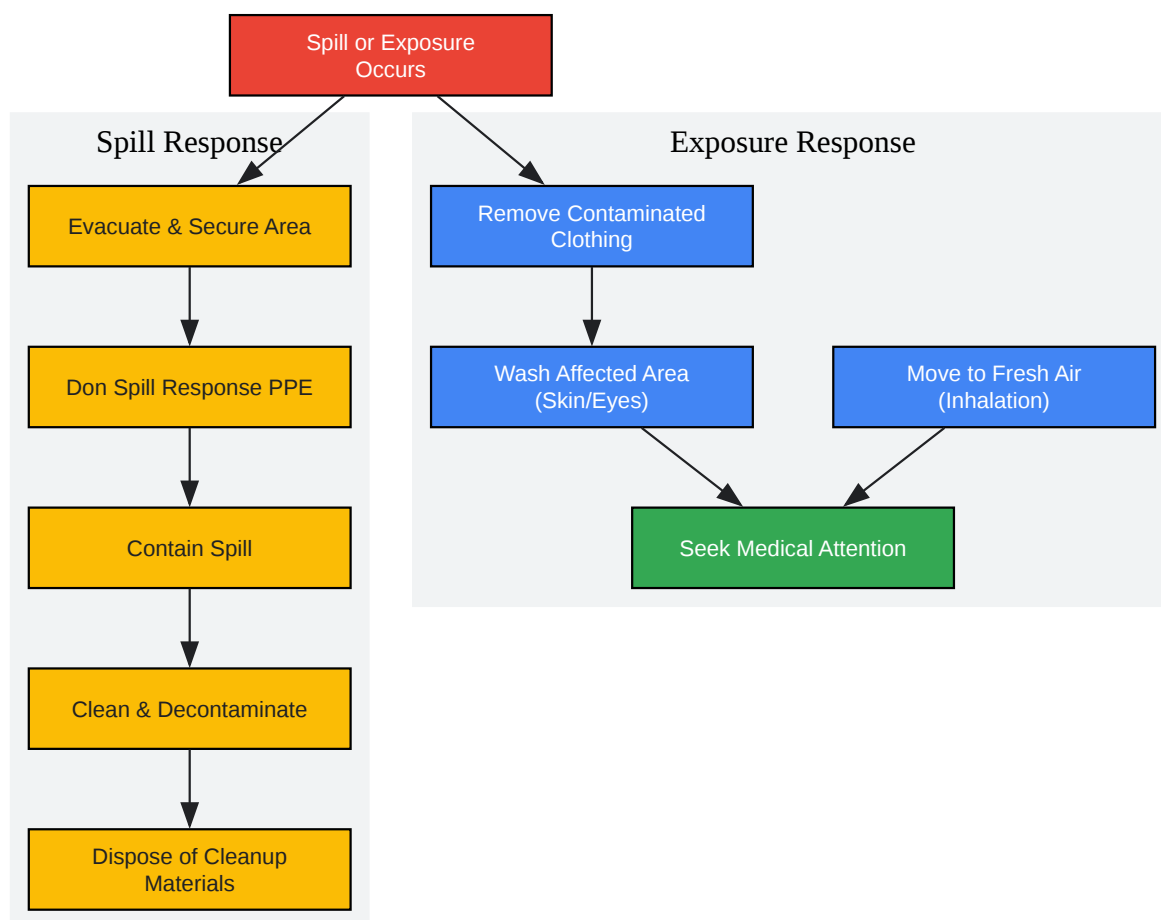 Spill or Exposure
Occurs
Spill Response
Evacuate & Secure Area
Don Spill Response PPE
Contain Spill
Clean & Decontaminate
Dispose of Cleanup
Materials
Exposure Response
Remove Contaminated
Clothing
Wash Affected Area
(Skin/Eyes)
Move to Fresh Air
(Inhalation)
Seek Medical Attention